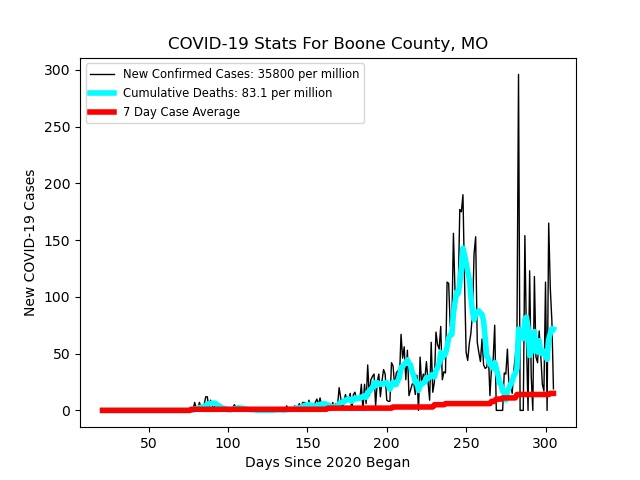 COVID-19 Stats For Boone County, MO
New Confirmed Cases: 35800 per million
Cumulative Deaths: 83.1 per million
7 Day Case Average
New COVID-19 Cases
300
250
200
150
100
50
0
50 100 150 200 250 300
Days Since 2020 Began